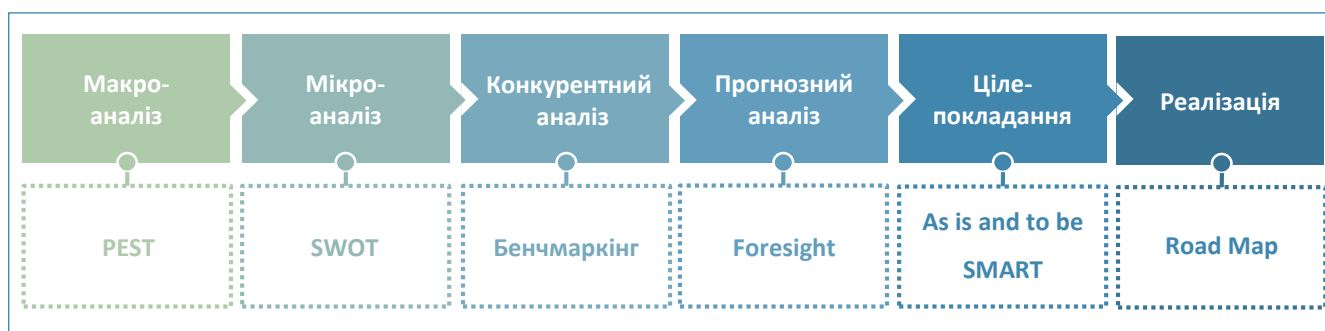 Макро-
аналіз
Мікро-
аналіз
Конкурентний
аналіз
Прогнозний
аналіз
Ціле-
покладання
Реалізація
PEST
SWOT
Бенчмаркінг
Foresight
As is and to be
SMART
Road Map